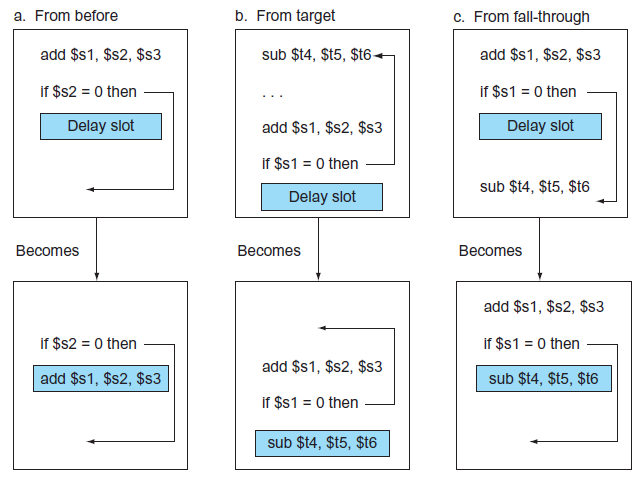 a. From before
add $s1, $s2, $s3
if $s2 = 0 then
Delay slot
Becomes
if $s2 = 0 then
add $s1, $s2, $s3
b. From target
sub $t4, $t5, $t6
. . .
add $s1, $s2, $s3
if $s1 = 0 then
Delay slot
Becomes
add $s1, $s2, $s3
if $s1 = 0 then
sub $t4, $t5, $t6
c. From fall-through
add $s1, $s2, $s3
if $s1 = 0 then
Delay slot
sub $t4, $t5, $t6
Becomes
add $s1, $s2, $s3
if $s1 = 0 then
sub $t4, $t5, $t6